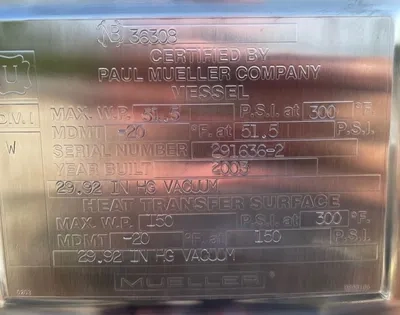 NB 36308
U
CERTIFIED BY
PAUL MUELLER COMPANY
VESSEL
MAX. W.P. 51.5 P.S.I. at 300 °F.
MDMT -20 °F. at 51.5 P.S.I.
W
SERIAL NUMBER 291636-2
YEAR BUILT 2003
29.92 IN HG VACUUM
HEAT TRANSFER SURFACE
MAX. W.P. 150 P.S.I. at 300 °F.
MDMT -20 °F. at 150 P.S.I.
29.92 IN HG VACUUM
MUELLER